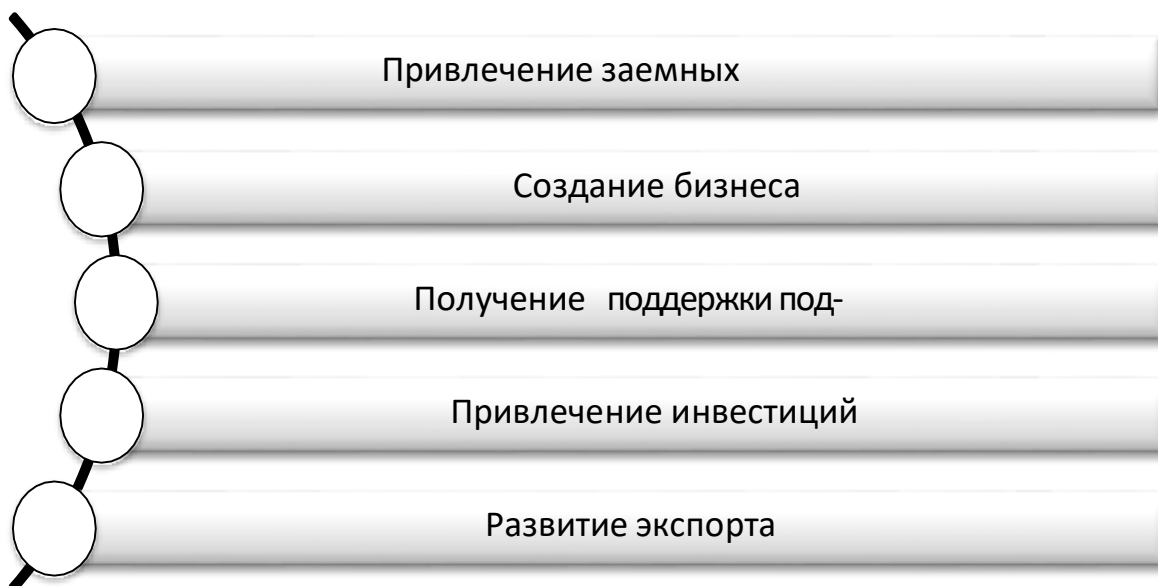 Привлечение заемных
Создание бизнеса
Получение поддержки под-
Привлечение инвестиций
Развитие экспорта